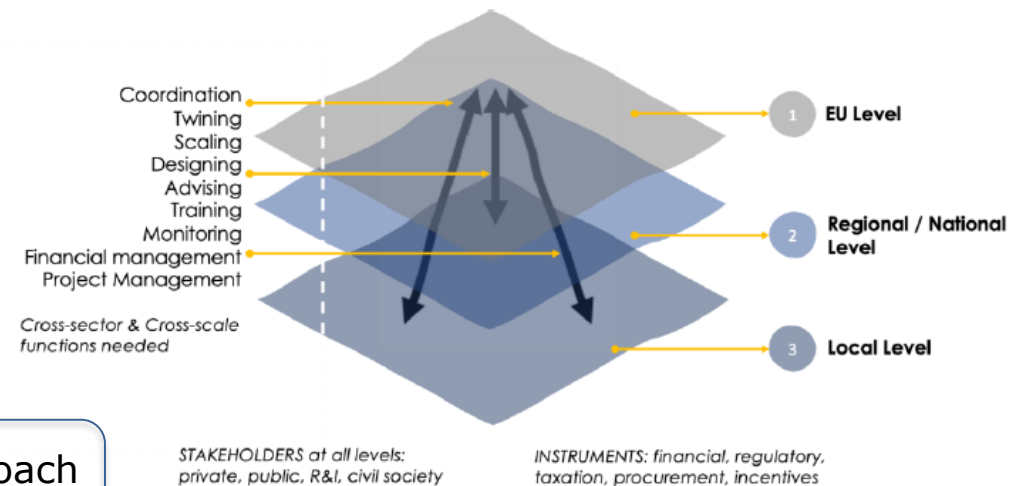 Coordination
Twining
Scaling
Designing
Advising
Training
Monitoring
Financial management
Project Management
Cross-sector & Cross-scale
functions needed
1 EU Level
2 Regional / National
Level
3 Local Level
STAKEHOLDERS at all levels:
private, public, R&I, civil society
INSTRUMENTS: financial, regulatory,
taxation, procurement, incentives